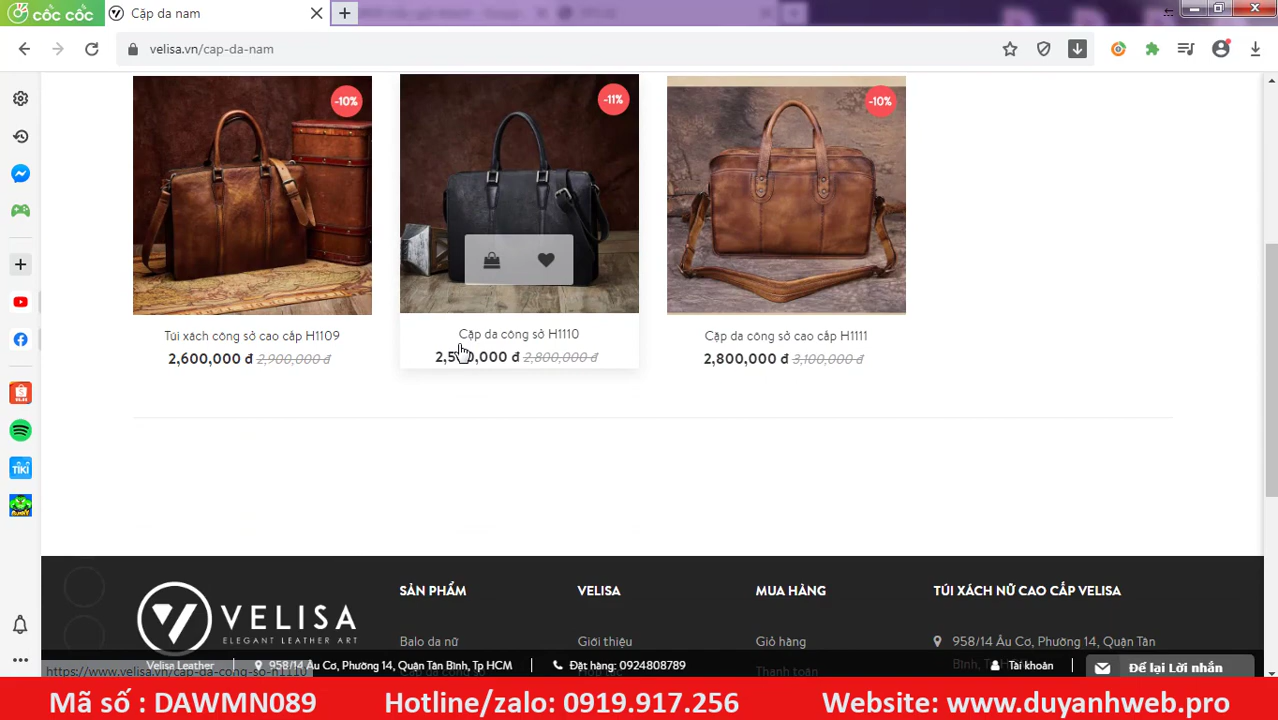 cốc cốc
Cặp da nam
velisa.vn/cap-da-nam
-10%
-11%
-10%
Túi xách công sở cao cấp H1109
2,600,000 đ 2,900,000 đ
Cặp da công sở H1110
đ 2,800,000 đ
Cặp da công sở cao cấp H1111
2,800,000 đ 3,100,000 đ
TIKI
VELISA
ELEGANT LEATHER ART
SẢN PHẨM
Balo da nữ
VELISA
Giới thiệu
MUA HÀNG
Giỏ hàng
Thanh toán
TÚI XÁCH NỮ CAO CẤP VELISA
958/14 Âu Cơ, Phường 14, Quận Tân
https://www.velisa.vn/cap-da-cong-so-h1110
Velisa Leather
958/14 Âu Cơ, Phường 14, Quận Tân Bình, Tp HCM
Đặt hàng: 0924808789
Tài khoản
Để lại Lời nhắn
Mã số : DAWMN089
Hotline/zalo: 0919.917.256
Website: www.duyanhweb.pro